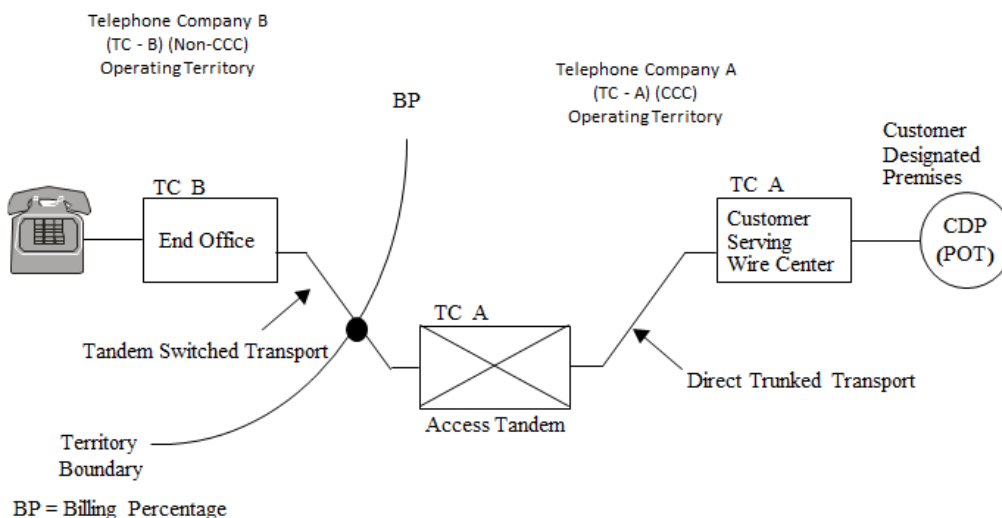 Telephone Company B
(TC - B) (Non-CCC)
Operating Territory
Telephone Company A
(TC - A) (CCC)
Operating Territory
BP
Customer
Designated
Premises
TC B
End Office
TC A
Customer
Serving
Wire Center
CDP
(POT)
TC A
Tandem Switched Transport
Direct Trunked Transport
Access Tandem
Territory
Boundary
BP = Billing Percentage